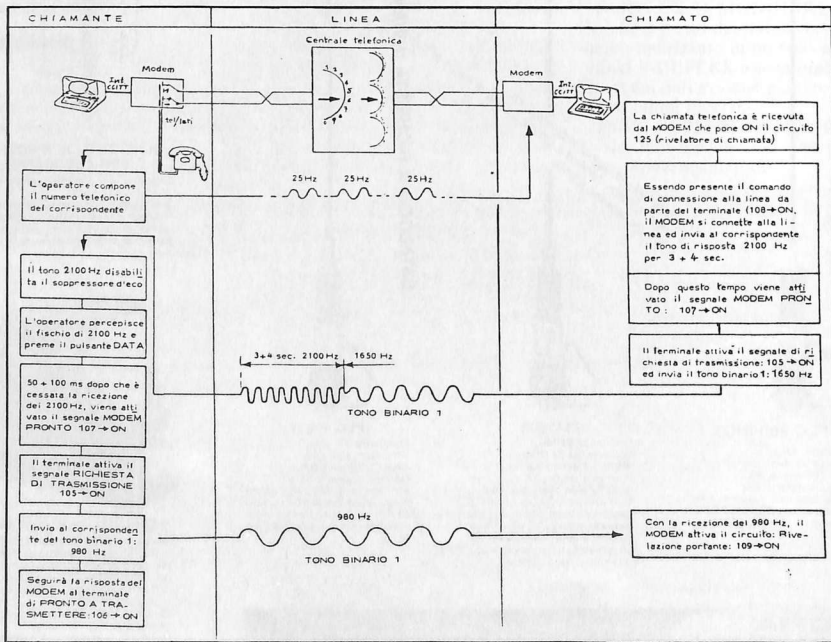 CHIAMANTE
LINEA
CHIAMATO
Centrale telefonica
Int.
CCITT
Modem
tel/dati
Modem
Int.
CCITT
La chiamata telefonica è ricevuta
dal MODEM che pone ON il circuito
125 (rivelatore di chiamata)
25 Hz 25 Hz 25 Hz
L'operatore compone
il numero telefonico
del corrispondente
Essendo presente il comando
di connessione alla linea da
parte del terminale (108→ON,
il MODEM si connette alla li-
nea ed invia al corrispondente
il tono di risposta 2100 Hz
per 3 ÷ 4 sec.
Il tono 2100 Hz disabili
ta il soppressore d'eco
Dopo questo tempo viene atti
vato il segnale MODEM PRON
TO: 107→ON
L'operatore percepisce
il fischio di 2100 Hz e
preme il pulsante DATA
Il terminale attiva il segnale di ri
chiesta di trasmissione: 105→ON
ed invia il tono binario 1: 1650 Hz
3÷4 sec. 2100 Hz 1650 Hz
TONO BINARIO 1
50 ÷ 100 ms dopo che è
cessata la ricezione
dei 2100Hz, viene atti
vato il segnale MODEM
PRONTO 107→ON
Il terminale attiva il
segnale RICHIESTA
DI TRASMISSIONE
105→ON
Invio al corrisponden
te del tono binario 1:
980 Hz
980 Hz
TONO BINARIO 1
Con la ricezione dei 980 Hz, il
MODEM attiva il circuito: Rive-
lazione portante: 109→ON
Seguirà la risposta del
MODEM al terminale
di PRONTO A TRA-
SMETTERE: 106→ON